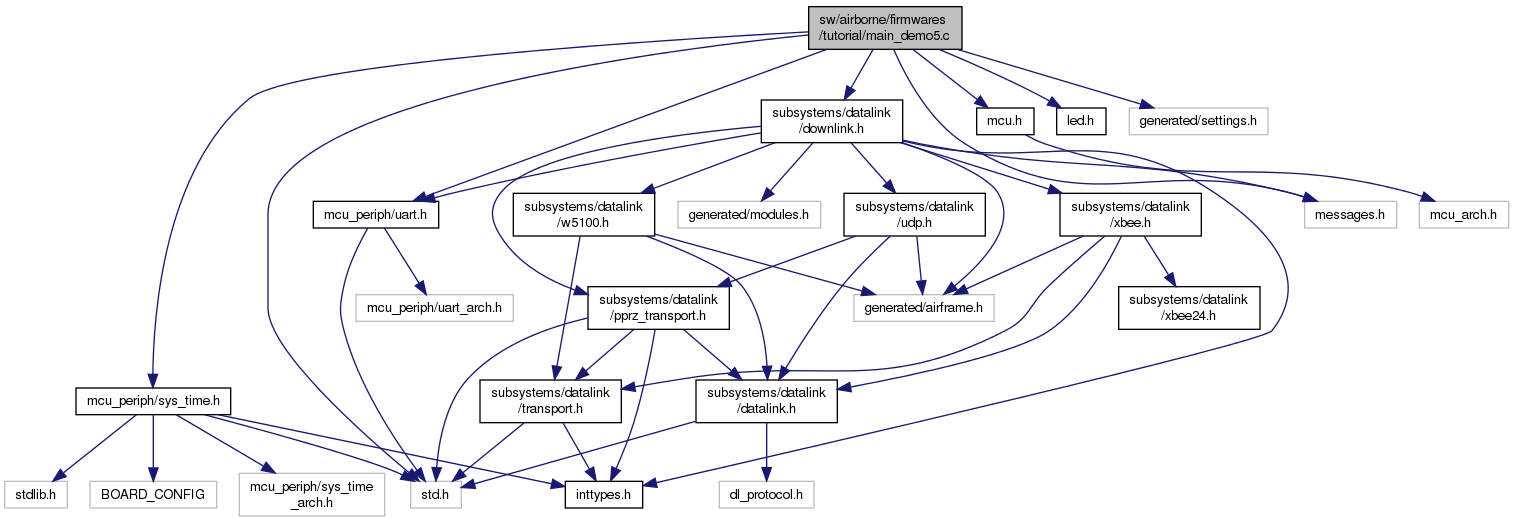 sw/airborne/firmwares
/tutorial/main_demo5.c
subsystems/datalink
/downlink.h
mcu.h
led.h
generated/settings.h
mcu_periph/uart.h
subsystems/datalink
/w5100.h
generated/modules.h
subsystems/datalink
/udp.h
subsystems/datalink
/xbee.h
messages.h
mcu_arch.h
mcu_periph/uart_arch.h
subsystems/datalink
/pprz_transport.h
generated/airframe.h
subsystems/datalink
/xbee24.h
mcu_periph/sys_time.h
subsystems/datalink
/transport.h
subsystems/datalink
/datalink.h
stdlib.h
BOARD_CONFIG
mcu_periph/sys_time
_arch.h
std.h
inttypes.h
dl_protocol.h